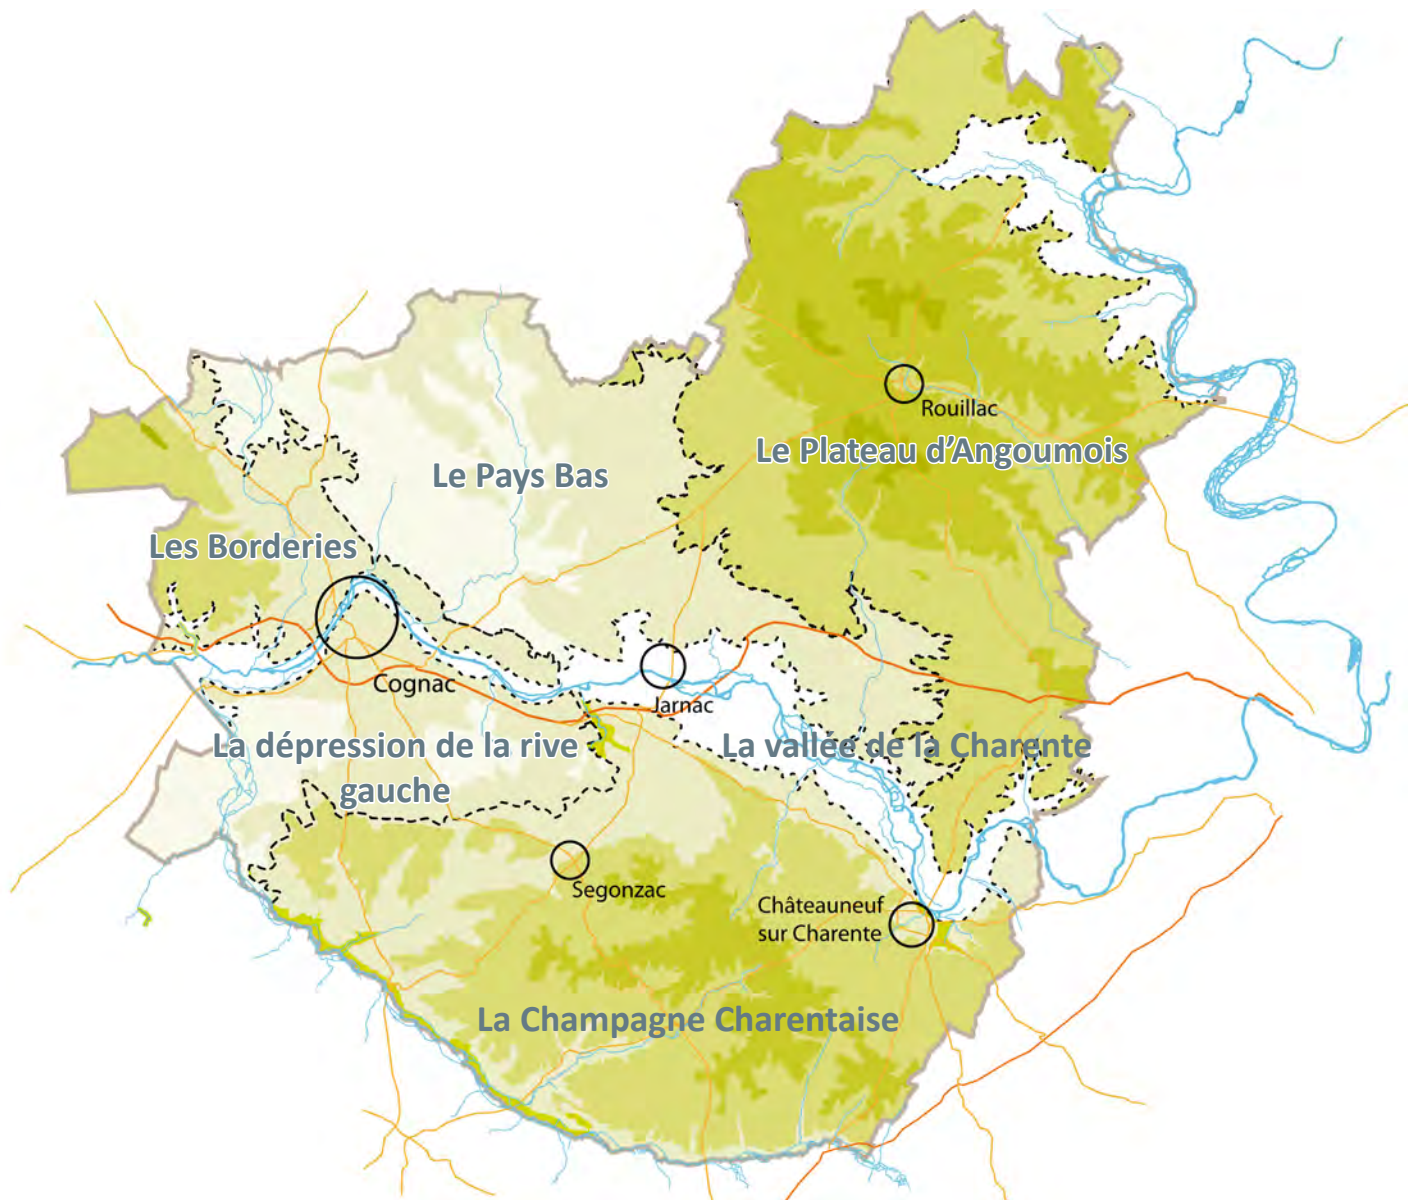 Rouillac
Le Plateau d'Angoumois
Le Pays Bas
Les Borderies
Cognac
Jarnac
La dépression de la rive
gauche
La vallée de la Charente
Segonzac
Châteauneuf
sur Charente
La Champagne Charentaise